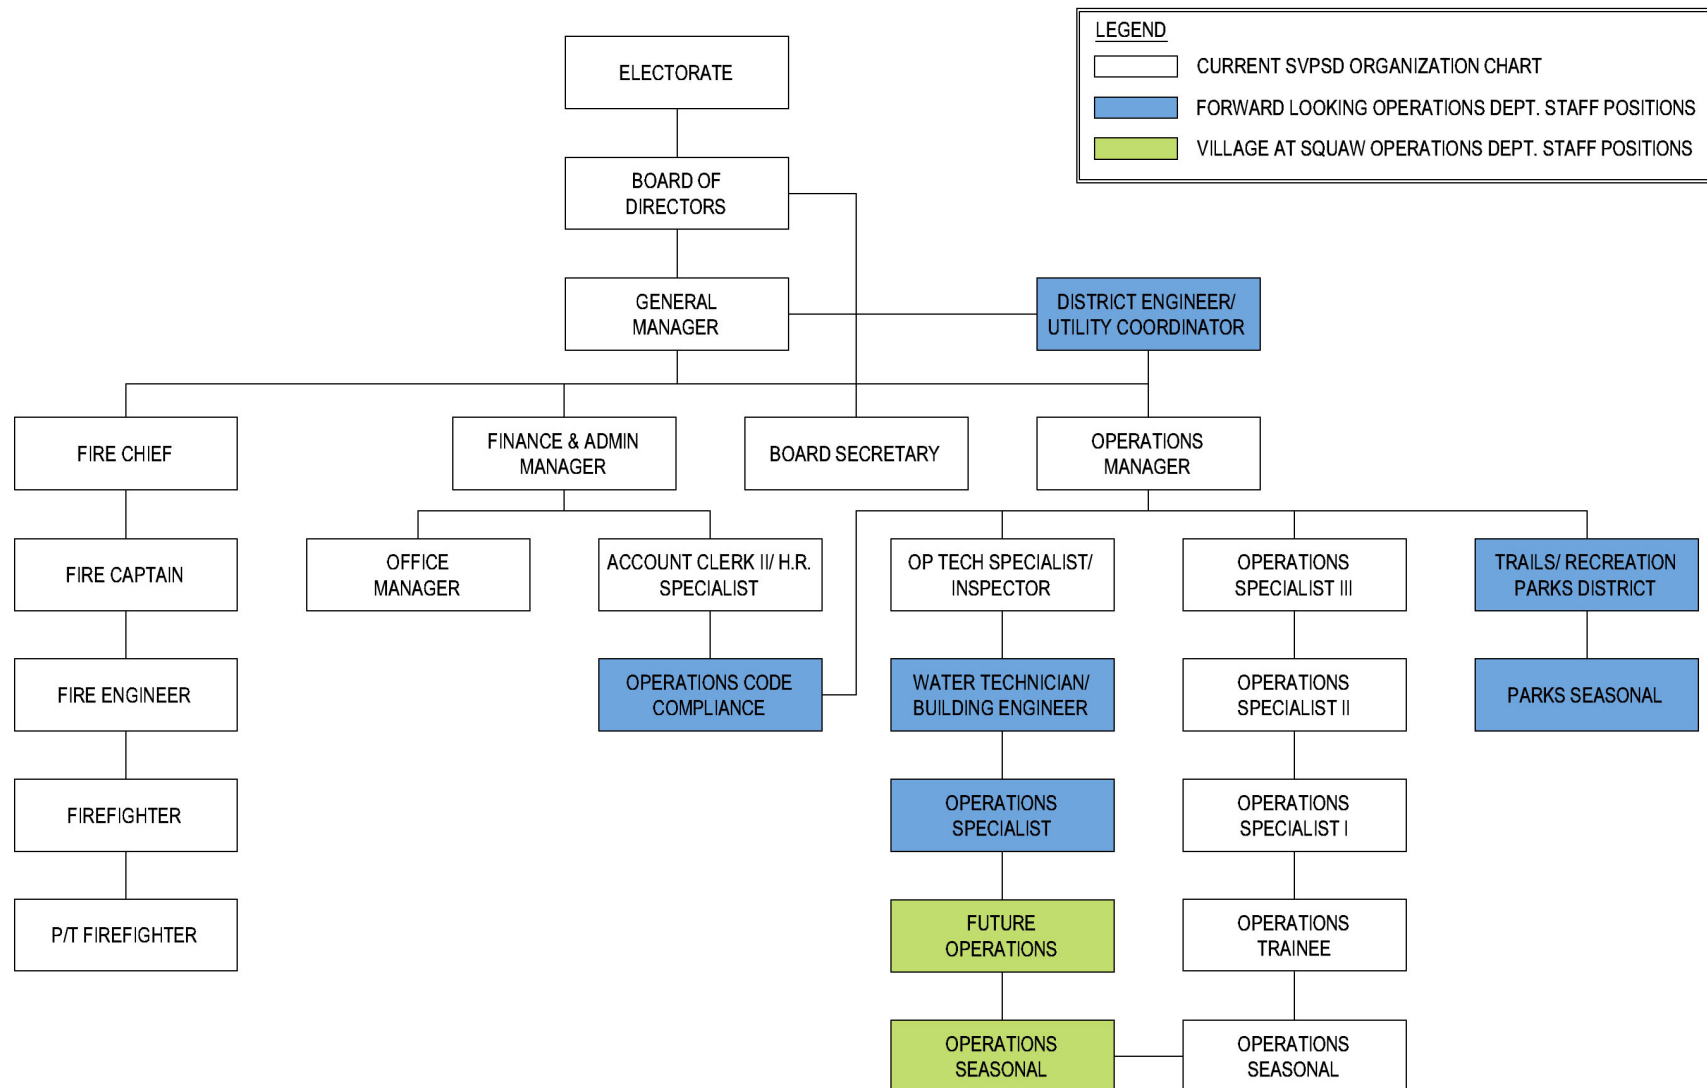 LEGEND
CURRENT SVPSD ORGANIZATION CHART
FORWARD LOOKING OPERATIONS DEPT. STAFF POSITIONS
VILLAGE AT SQUAW OPERATIONS DEPT. STAFF POSITIONS
ELECTORATE
BOARD OF
DIRECTORS
GENERAL
MANAGER
DISTRICT ENGINEER/
UTILITY COORDINATOR
FIRE CHIEF
FINANCE & ADMIN
MANAGER
BOARD SECRETARY
OPERATIONS
MANAGER
FIRE CAPTAIN
OFFICE
MANAGER
ACCOUNT CLERK II/ H.R.
SPECIALIST
OP TECH SPECIALIST/
INSPECTOR
OPERATIONS
SPECIALIST III
TRAILS/ RECREATION
PARKS DISTRICT
FIRE ENGINEER
OPERATIONS CODE
COMPLIANCE
WATER TECHNICIAN/
BUILDING ENGINEER
OPERATIONS
SPECIALIST II
PARKS SEASONAL
FIREFIGHTER
OPERATIONS
SPECIALIST
OPERATIONS
SPECIALIST I
P/T FIREFIGHTER
FUTURE
OPERATIONS
OPERATIONS
TRAINEE
OPERATIONS
SEASONAL
OPERATIONS
SEASONAL